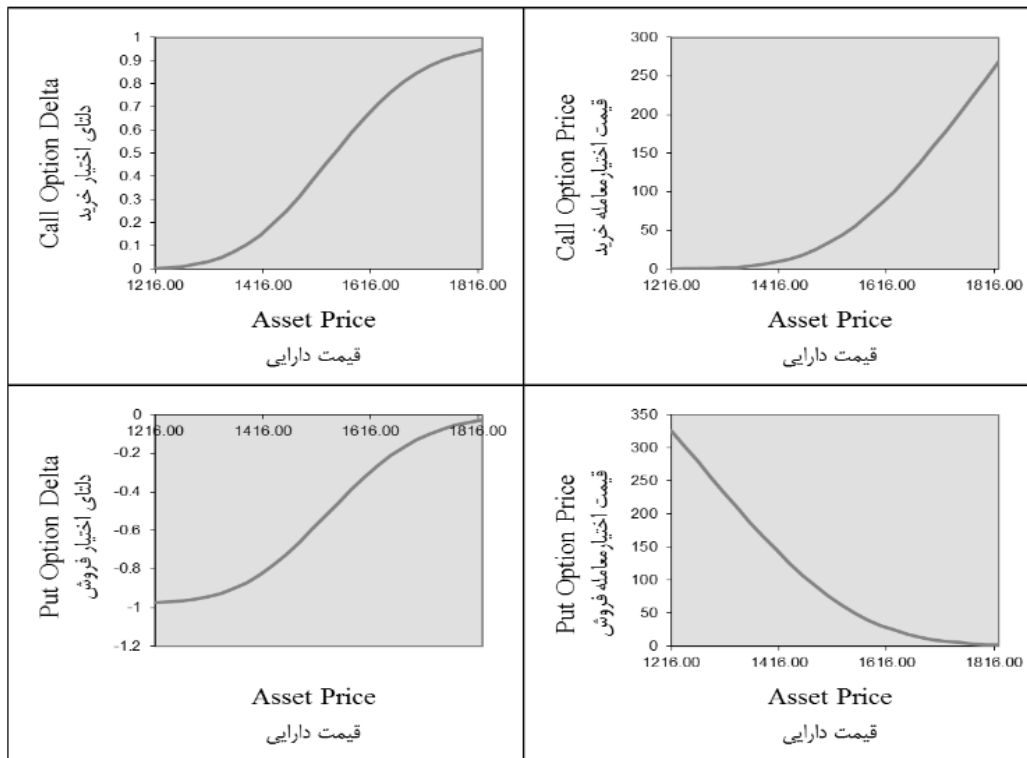 Call Option Delta
دلتای اختیار خرید
1
0.9
0.8
0.7
0.6
0.5
0.4
0.3
0.2
0.1
0
1216.00 1416.00 1616.00 1816.00
Asset Price
قیمت دارایی
Call Option Price
قیمت اختیارمعامله خرید
300
250
200
150
100
50
0
1216.00 1416.00 1616.00 1816.00
Asset Price
قیمت دارایی
Put Option Delta
دلتای اختیار فروش
0
1216.00 1416.00 1616.00 1816.00
-0.2
-0.4
-0.6
-0.8
-1
-1.2
Asset Price
قیمت دارایی
Put Option Price
قیمت اختیارمعامله فروش
350
300
250
200
150
100
50
0
1216.00 1416.00 1616.00 1816.00
Asset Price
قیمت دارایی